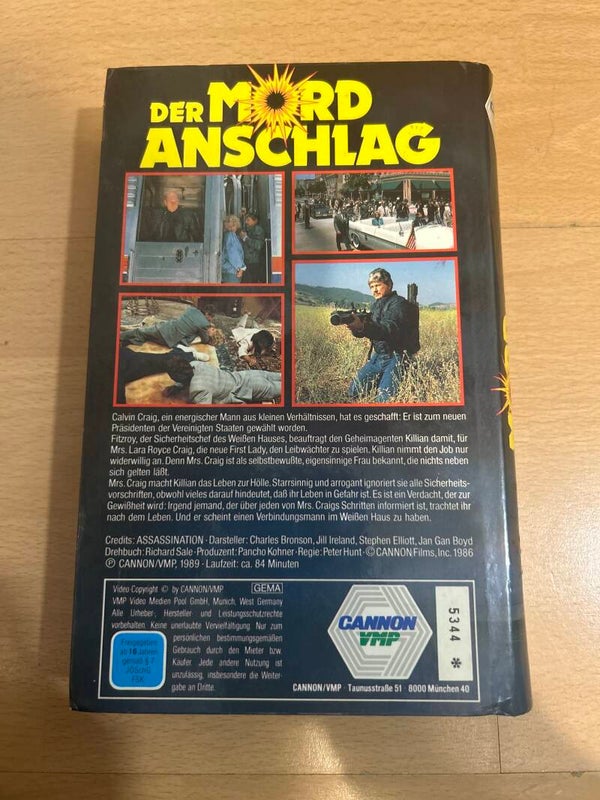 DER MORD
ANSCHLAG
Calvin Craig, ein energischer Mann aus kleinen Verhältnissen, hat es geschafft: Er ist zum neuen
Präsidenten der Vereinigten Staaten gewählt worden.
Fitzroy, der Sicherheitschef des Weißen Hauses, beauftragt den Geheimagenten Killian damit, für
Mrs. Lara Royce Craig, die neue First Lady, den Leibwächter zu spielen. Killian nimmt den Job nur
widerwillig an. Denn Mrs. Craig ist als selbstbewußte, eigensinnige Frau bekannt, die nichts neben
sich gelten läßt.
Mrs. Craig macht Killian das Leben zur Hölle. Starrsinnig und arrogant ignoriert sie alle Sicherheits-
vorschriften, obwohl vieles darauf hindeutet, daß ihr Leben in Gefahr ist. Es ist ein Verdacht, der zur
Gewißheit wird: Irgend jemand, der über jeden von Mrs. Craigs Schritten informiert ist, trachtet ihr
nach dem Leben. Und er scheint einen Verbindungsmann im Weißen Haus zu haben.
Credits: ASSASSINATION · Darsteller: Charles Bronson, Jill Ireland, Stephen Elliott, Jan Gan Boyd
Drehbuch: Richard Sale · Produzent: Pancho Kohner · Regie: Peter Hunt · © CANNON Films, Inc. 1986
℗ CANNON/VMP, 1989 · Laufzeit: ca. 84 Minuten
Video Copyright © by CANNON/VMP GEMA
VMP Video Medien Pool GmbH, Munich, West Germany
Alle Urheber-, Hersteller- und Leistungsschutzrechte
vorbehalten. Keine unerlaubte Vervielfältigung. Nur zum
persönlichen bestimmungsgemäßen
Gebrauch durch den Mieter bzw.
Käufer. Jede andere Nutzung ist
unzulässig, insbesondere die Weiter-
gabe an Dritte.
Freigegeben
ab 16 Jahren
gemäß § 7
JÖSchG
FSK
CANNON
VMP
CANNON/VMP · Taunusstraße 51 · 8000 München 40
5344 *